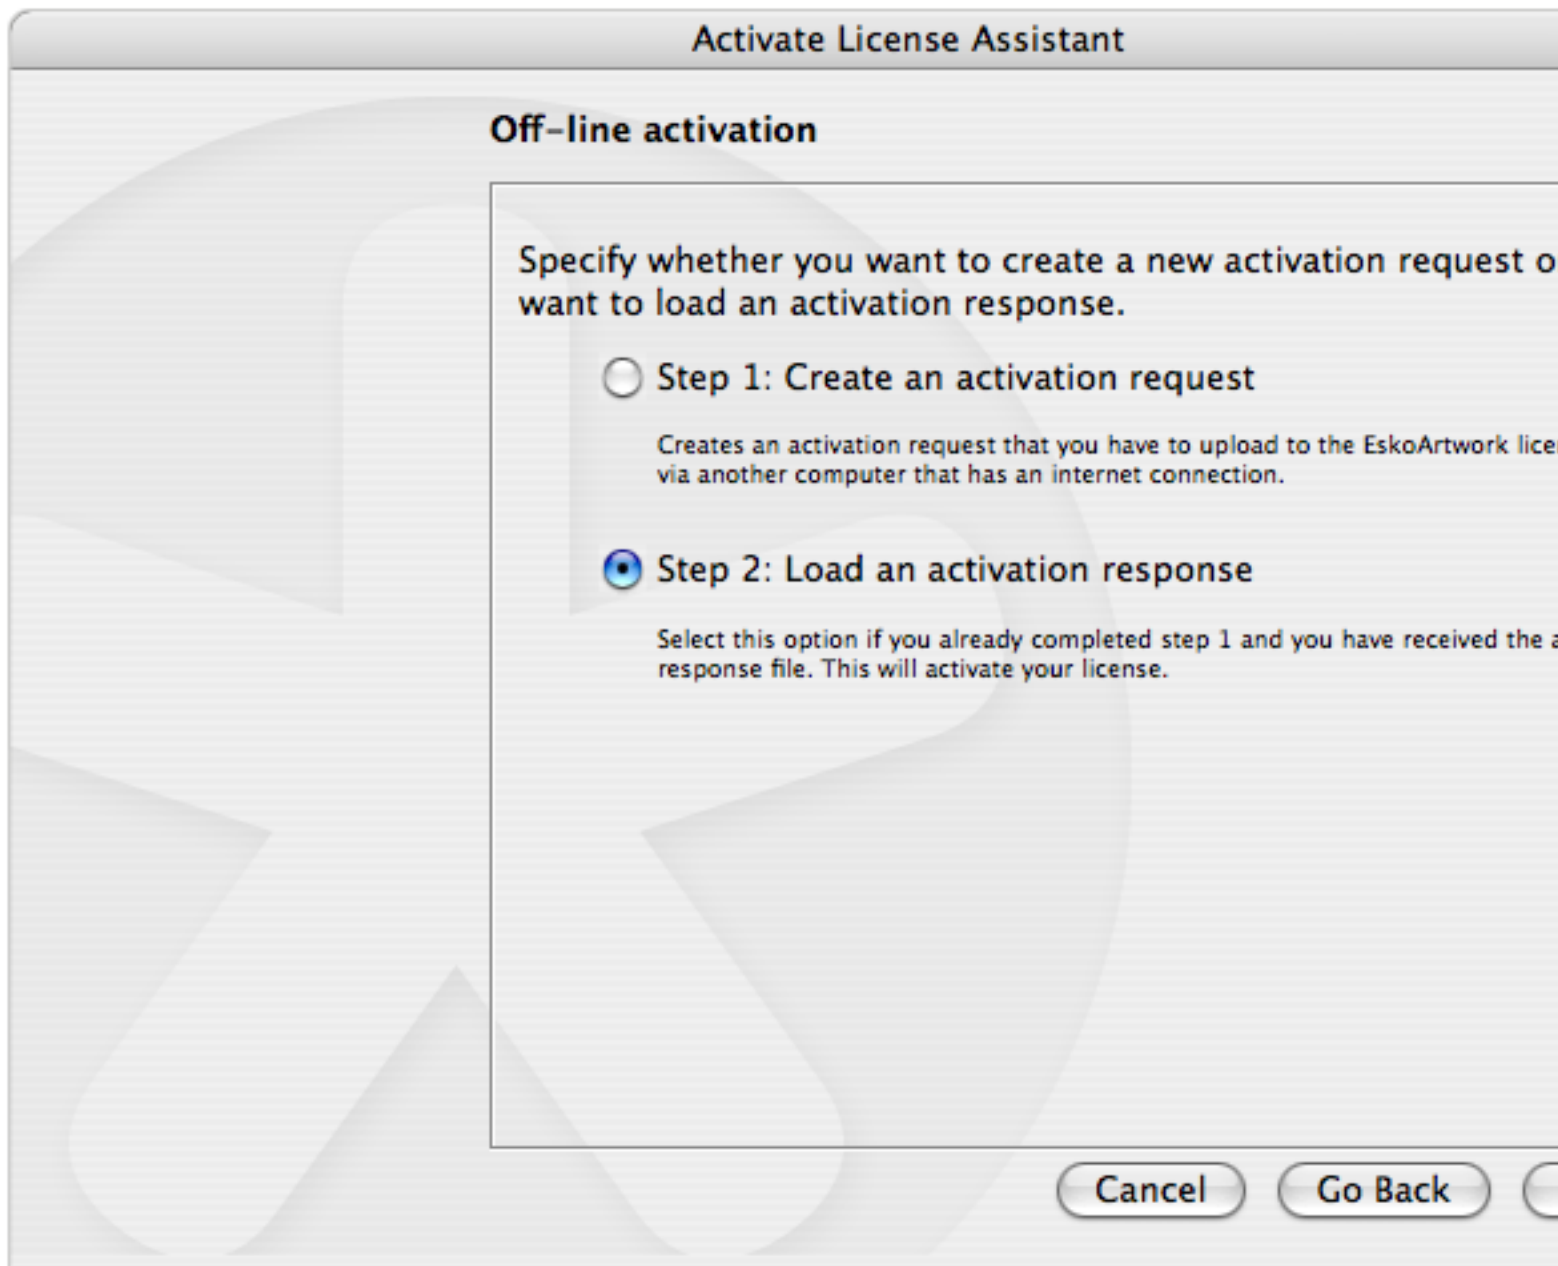 Activate License Assistant
Off-line activation
Specify whether you want to create a new activation request
want to load an activation response.
Step 1: Create an activation request
Creates an activation request that you have to upload to the EskoArtwork
via another computer that has an internet connection.
Step 2: Load an activation response
Select this option if you already completed step 1 and you have received the
response file. This will activate your license.
Cancel
Go Back